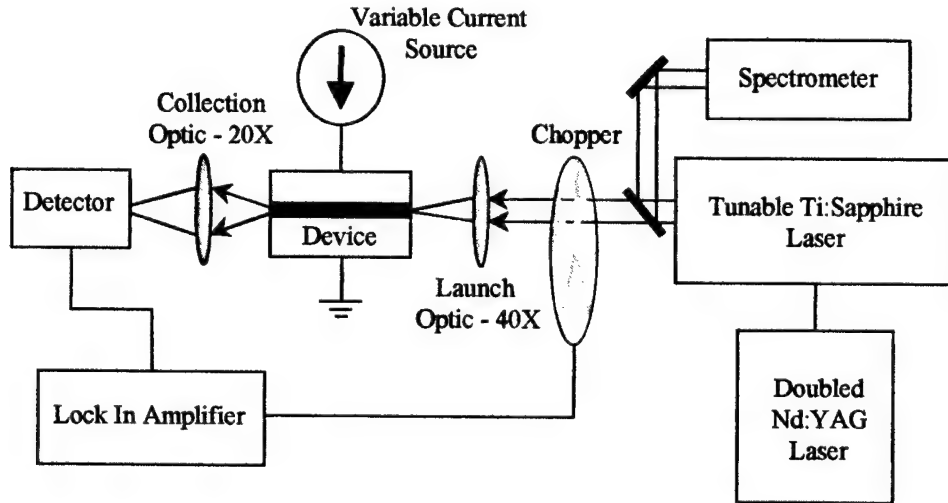 Variable Current
Source
Collection
Optic - 20X
Chopper
Spectrometer
Detector
Device
Tunable Ti:Sapphire
Laser
Launch
Optic - 40X
Lock In Amplifier
Doubled
Nd:YAG
Laser